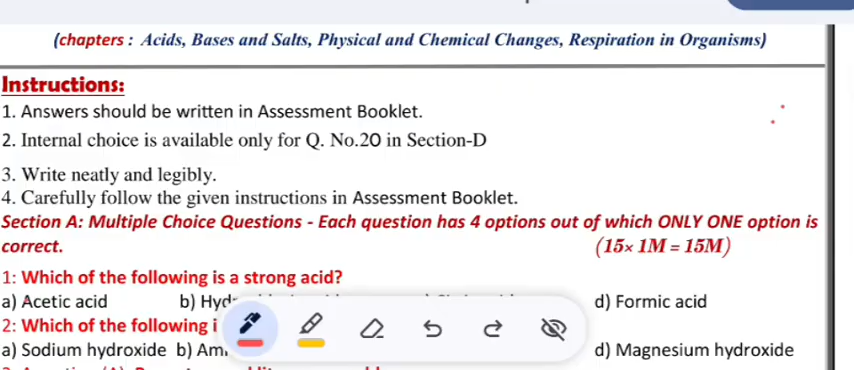 (chapters : Acids, Bases and Salts, Physical and Chemical Changes, Respiration in Organisms)
Instructions:
1. Answers should be written in Assessment Booklet.
2. Internal choice is available only for Q. No.20 in Section-D
3. Write neatly and legibly.
4. Carefully follow the given instructions in Assessment Booklet.
Section A: Multiple Choice Questions - Each question has 4 options out of which ONLY ONE option is
correct. (15× 1M = 15M)
1: Which of the following is a strong acid?
a) Acetic acid b) d) Formic acid
2: Which of the following
a) Sodium hydroxide b) d) Magnesium hydroxide